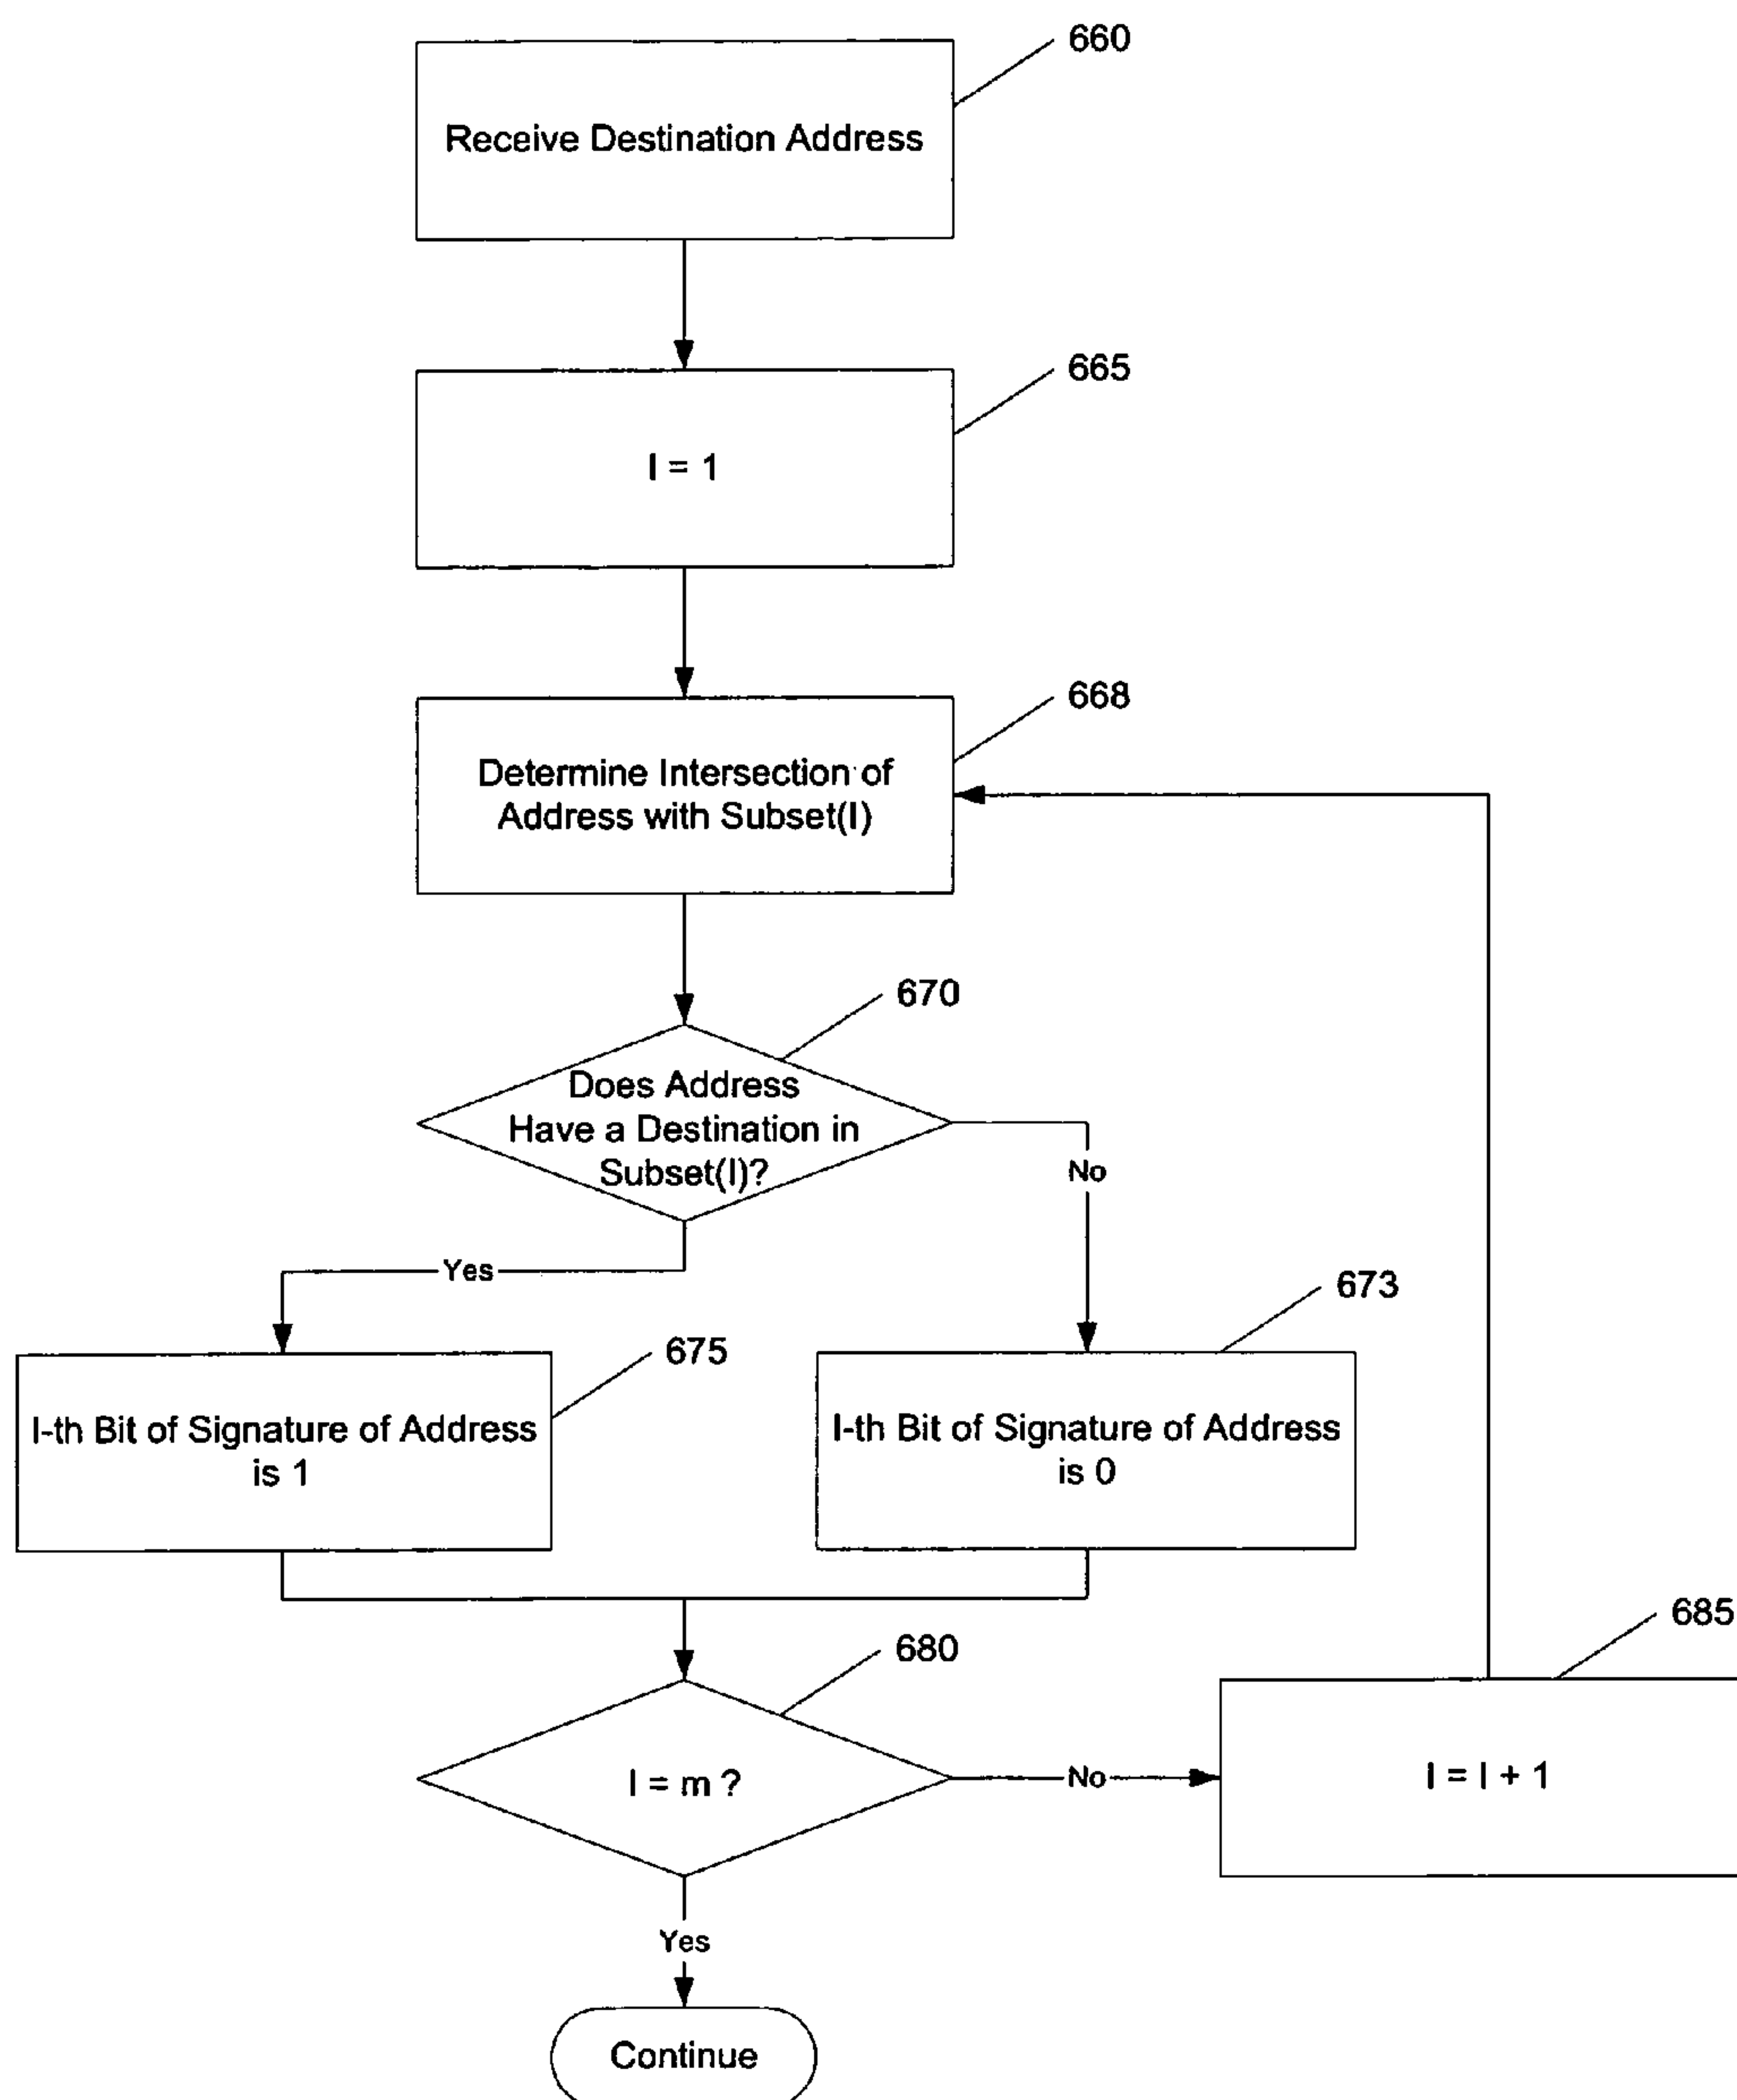 660
Receive Destination Address
665
I = 1
668
Determine Intersection of
Address with Subset(I)
670
Does Address
Have a Destination in
Subset(I)?
No
Yes
673
675
I-th Bit of Signature of Address
is 1
I-th Bit of Signature of Address
is 0
685
680
I = m ?
No
I = I + 1
Yes
Continue